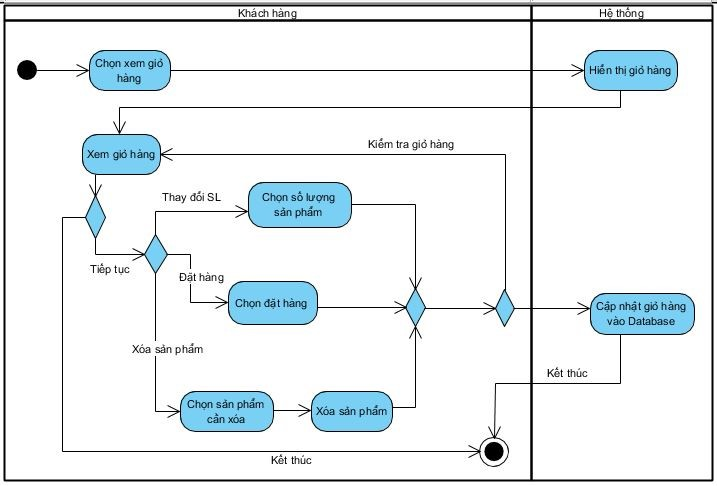 Khách hàng
Hệ thống
Chọn xem giỏ
hàng
Hiển thị giỏ hàng
Xem giỏ hàng
Kiểm tra giỏ hàng
Thay đổi SL
Chọn số lượng
sản phẩm
Tiếp tục
Đặt hàng
Chọn đặt hàng
Cập nhật giỏ hàng
vào Database
Xóa sản phẩm
Chọn sản phẩm
cần xóa
Xóa sản phẩm
Kết thúc
Kết thúc